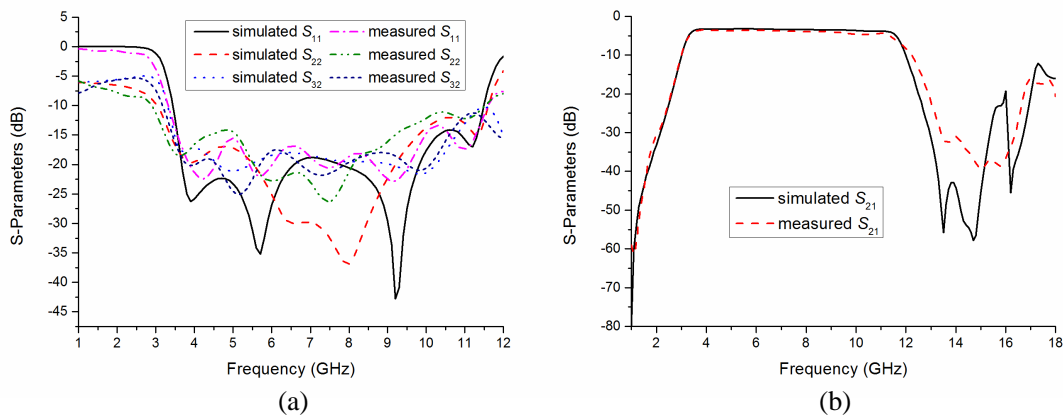 simulated S11 measured S11
simulated S22 measured S22
simulated S32 measured S32
S-Parameters (dB)
5
0
-5
-10
-15
-20
-25
-30
-35
-40
-45
1 2 3 4 5 6 7 8 9 10 11 12
Frequency (GHz)
(a)
simulated S21
measured S21
S-Parameters (dB)
0
-10
-20
-30
-40
-50
-60
-70
-80
2 4 6 8 10 12 14 16 18
Frequency (GHz)
(b)